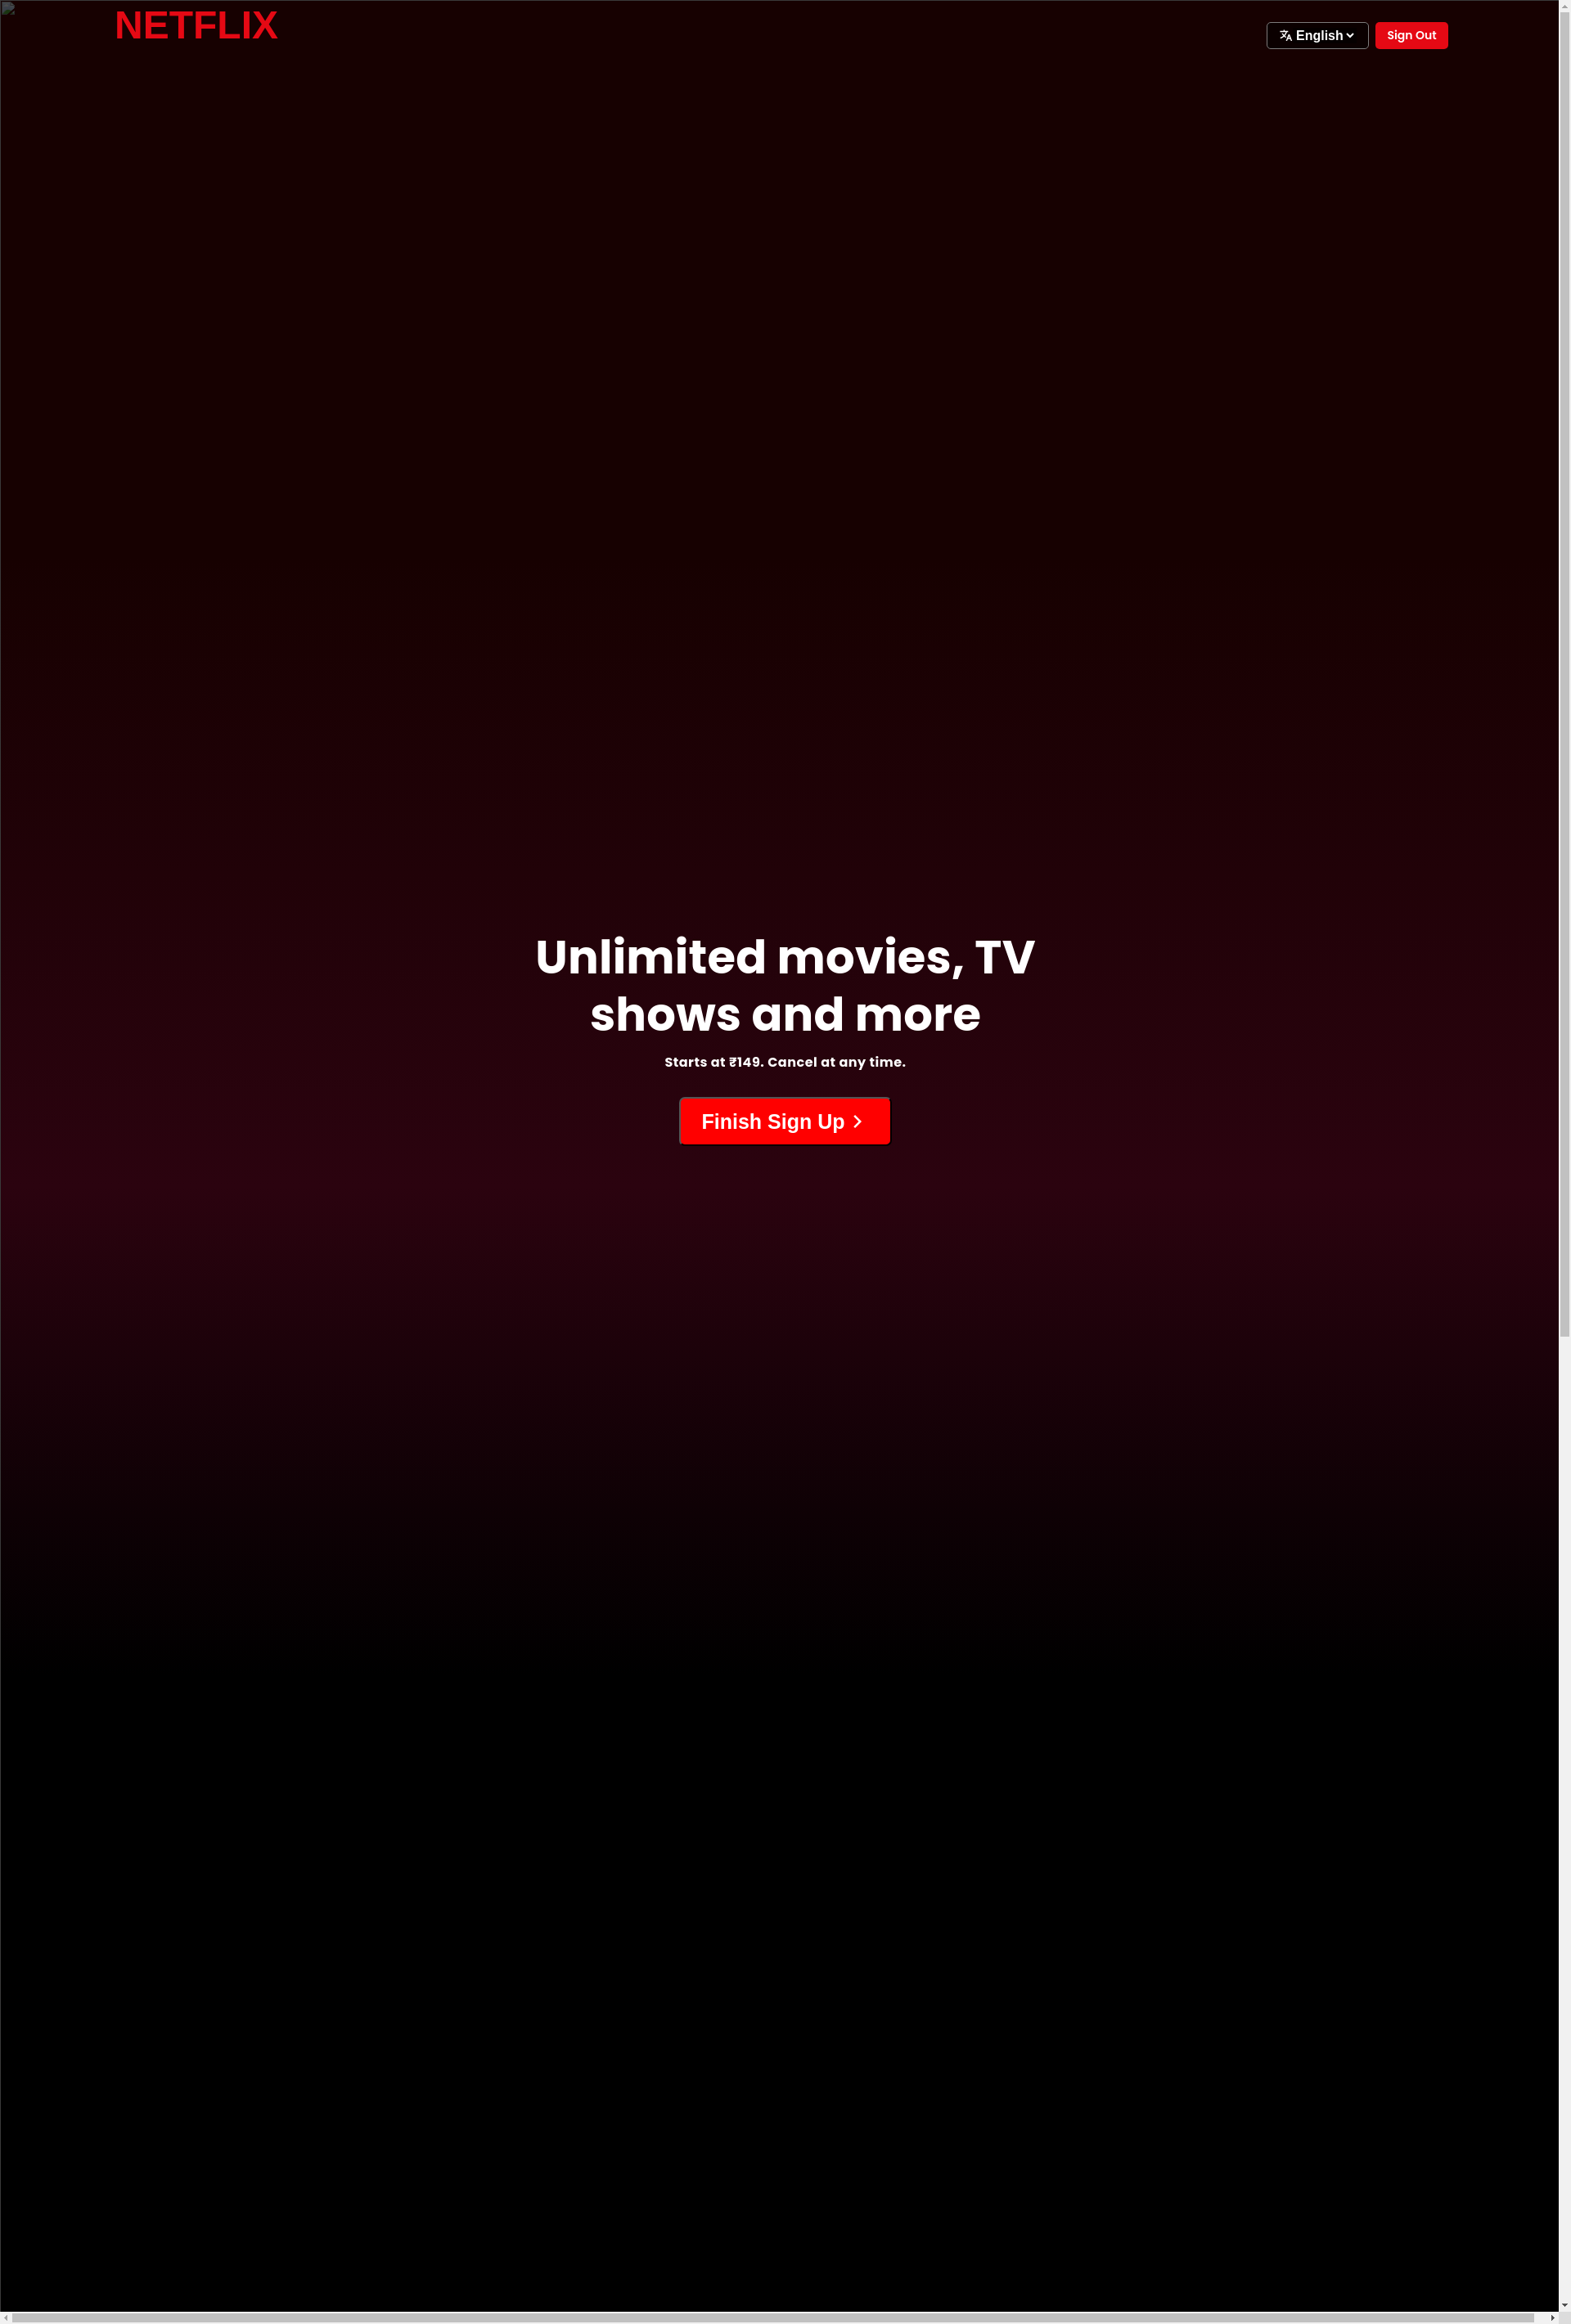 NETFLIX
English
Sign Out
Unlimited movies, TV
shows and more
Starts at ₹149. Cancel at any time.
Finish Sign Up